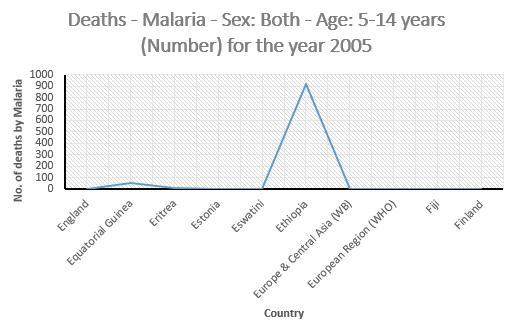 Deaths - Malaria - Sex: Both - Age: 5-14 years
(Number) for the year 2005
No. of deaths by Malaria
1000
900
800
700
600
500
400
300
200
100
0
England
Equatorial Guinea
Eritrea
Estonia
Eswatini
Ethiopia
Europe & Central Asia (WB)
European Region (WHO)
Fiji
Finland
Country